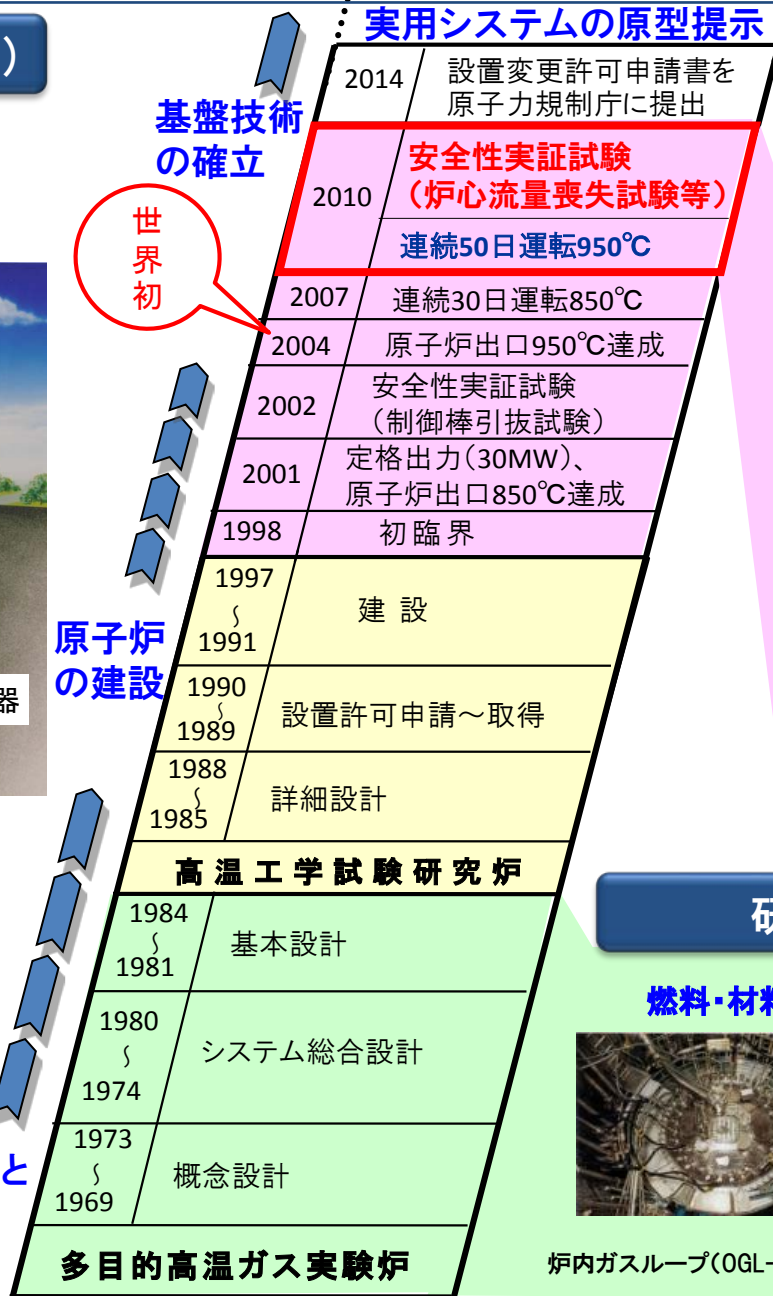 ）
実用システムの原型提示
2014
設置変更許可申請書を
原子力規制庁に提出
基盤技術
の確立
2010
安全性実証試験
（炉心流量喪失試験等）
連続50日運転950℃
世
界
初
2007
連続30日運転850℃
2004
原子炉出口950℃達成
2002
安全性実証試験
（制御棒引抜試験）
2001
定格出力(30MW)、
原子炉出口850℃達成
1998
初臨界
1997
～
1991
建 設
原子炉
の建設
器
1990
～
1989
設置許可申請～取得
1988
～
1985
詳細設計
高温工学試験研究炉
1984
～
1981
基本設計
研
燃料・材料
1980
～
1974
システム総合設計
と
1973
～
1969
概念設計
多目的高温ガス実験炉
炉内ガスループ(OGL-